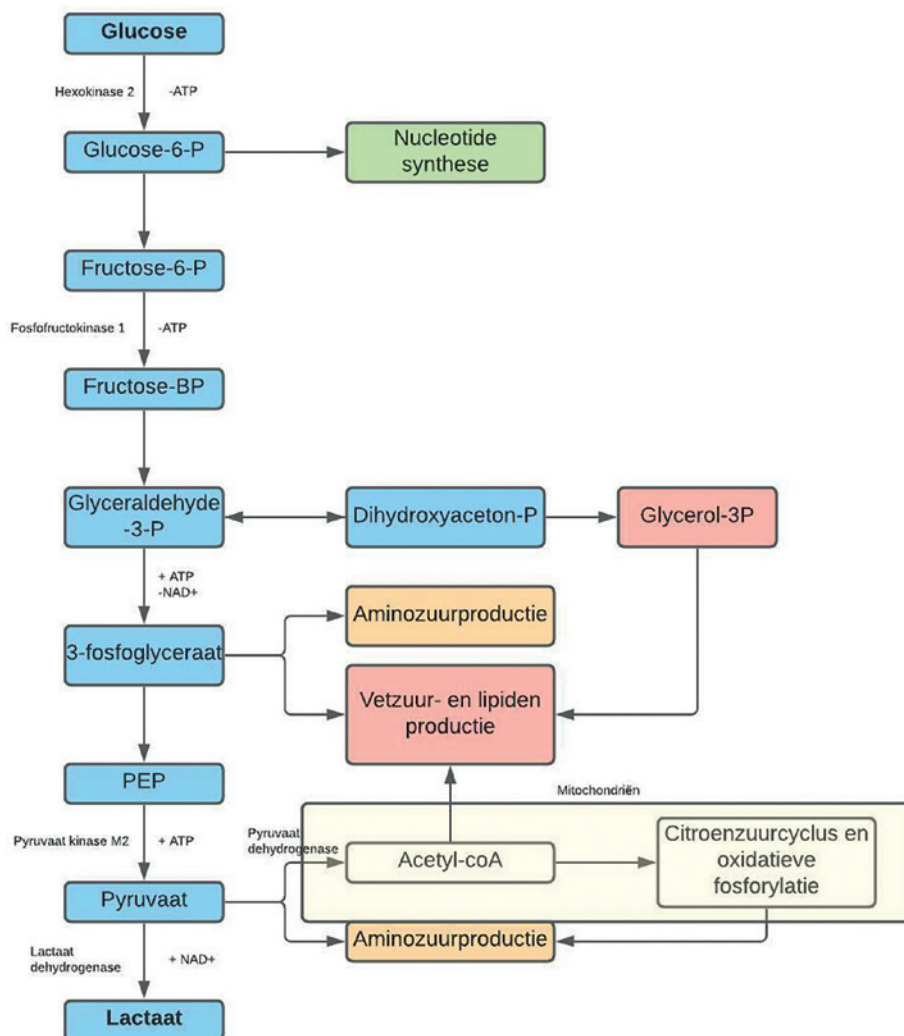 Glucose
Hexokinase 2
-ATP
Glucose-6-P
Nucleotide
synthese
Fructose-6-P
Fosfofructokinase 1
-ATP
Fructose-BP
Glyceraldehyde
-3-P
Dihydroxyaceton-P
Glycerol-3P
+ ATP
-NAD+
Aminozuurproductie
3-fosfoglyceraat
Vetzuur- en lipiden
productie
PEP
Mitochondriën
Pyruvaat kinase M2
+ ATP
Pyruvaat
dehydrogenase
Acetyl-coA
Citroenzuurcyclus en
oxidatieve
fosforylatie
Pyruvaat
Aminozuurproductie
Lactaat
dehydrogenase
+ NAD+
Lactaat